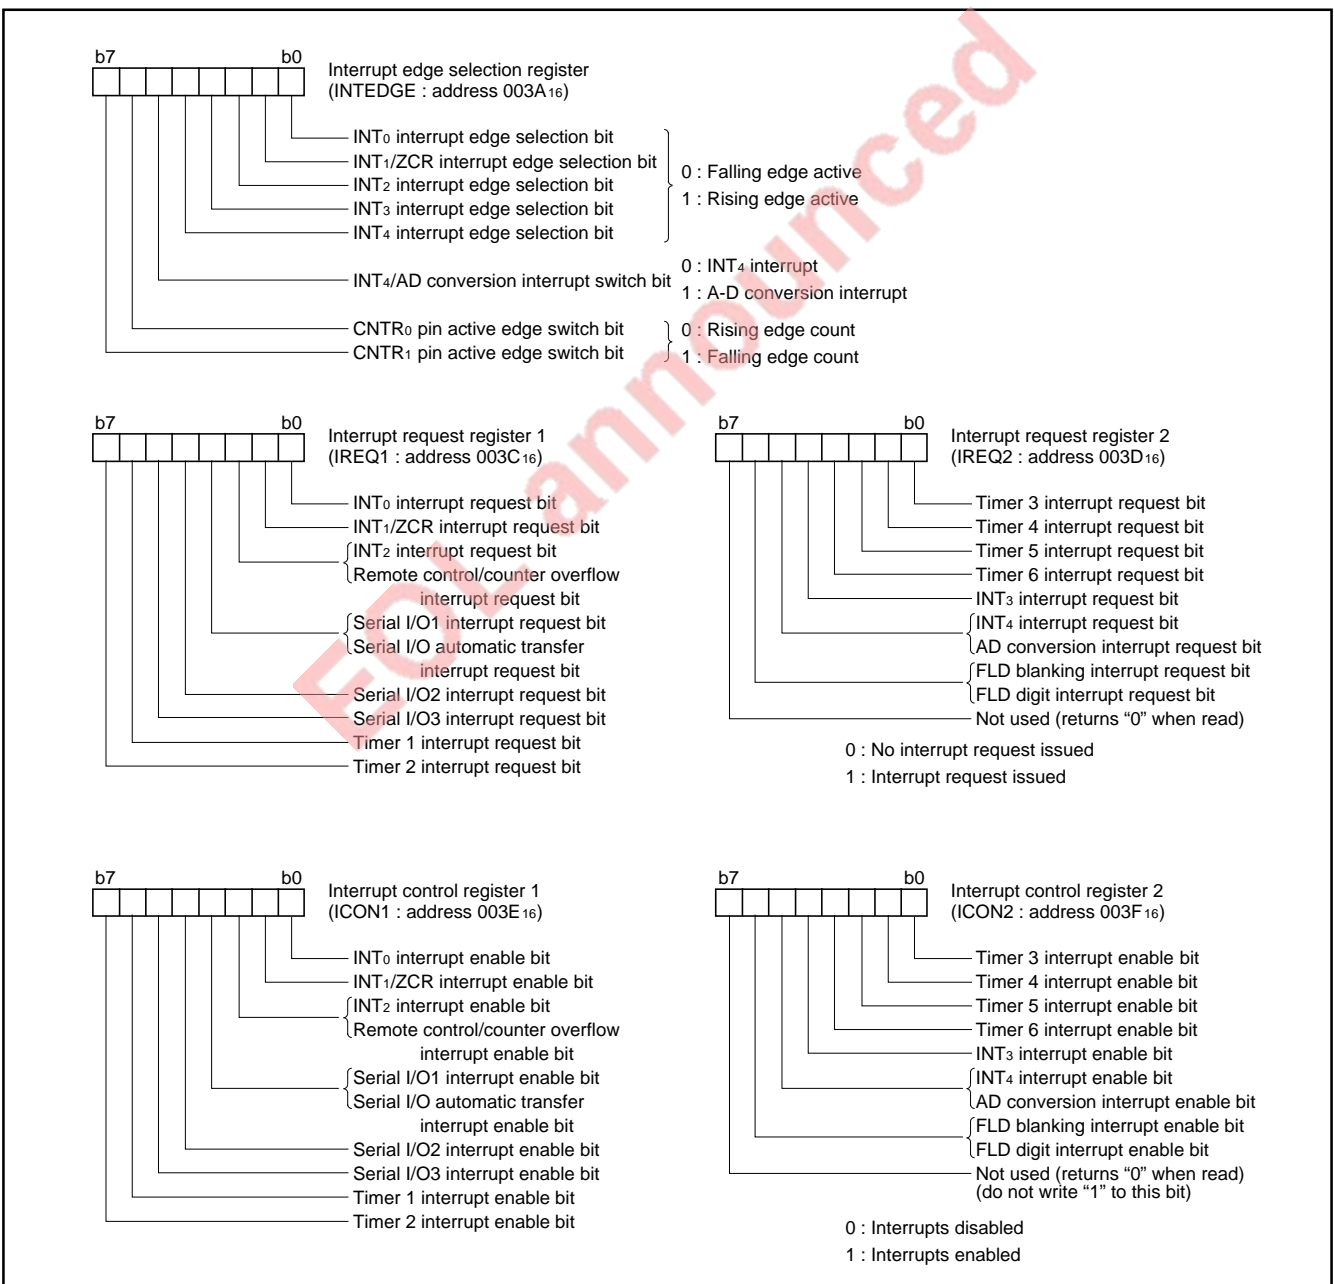 b7 b0
Interrupt edge selection register
(INTEDGE : address 003A16)
INT0 interrupt edge selection bit
INT1/ZCR interrupt edge selection bit
INT2 interrupt edge selection bit
INT3 interrupt edge selection bit
INT4 interrupt edge selection bit
0 : Falling edge active
1 : Rising edge active
INT4/AD conversion interrupt switch bit
0 : INT4 interrupt
1 : A-D conversion interrupt
CNTR0 pin active edge switch bit
CNTR1 pin active edge switch bit
0 : Rising edge count
1 : Falling edge count
b7 b0
Interrupt request register 1
(IREQ1 : address 003C16)
INT0 interrupt request bit
INT1/ZCR interrupt request bit
INT2 interrupt request bit
Remote control/counter overflow
interrupt request bit
Serial I/O1 interrupt request bit
Serial I/O automatic transfer
interrupt request bit
Serial I/O2 interrupt request bit
Serial I/O3 interrupt request bit
Timer 1 interrupt request bit
Timer 2 interrupt request bit
b7 b0
Interrupt request register 2
(IREQ2 : address 003D16)
Timer 3 interrupt request bit
Timer 4 interrupt request bit
Timer 5 interrupt request bit
Timer 6 interrupt request bit
INT3 interrupt request bit
INT4 interrupt request bit
AD conversion interrupt request bit
FLD blanking interrupt request bit
FLD digit interrupt request bit
Not used (returns “0” when read)
0 : No interrupt request issued
1 : Interrupt request issued
b7 b0
Interrupt control register 1
(ICON1 : address 003E16)
INT0 interrupt enable bit
INT1/ZCR interrupt enable bit
INT2 interrupt enable bit
Remote control/counter overflow
interrupt enable bit
Serial I/O1 interrupt enable bit
Serial I/O automatic transfer
interrupt enable bit
Serial I/O2 interrupt enable bit
Serial I/O3 interrupt enable bit
Timer 1 interrupt enable bit
Timer 2 interrupt enable bit
b7 b0
Interrupt control register 2
(ICON2 : address 003F16)
Timer 3 interrupt enable bit
Timer 4 interrupt enable bit
Timer 5 interrupt enable bit
Timer 6 interrupt enable bit
INT3 interrupt enable bit
INT4 interrupt enable bit
AD conversion interrupt enable bit
FLD blanking interrupt enable bit
FLD digit interrupt enable bit
Not used (returns “0” when read)
(do not write “1” to this bit)
0 : Interrupts disabled
1 : Interrupts enabled
EOL announced